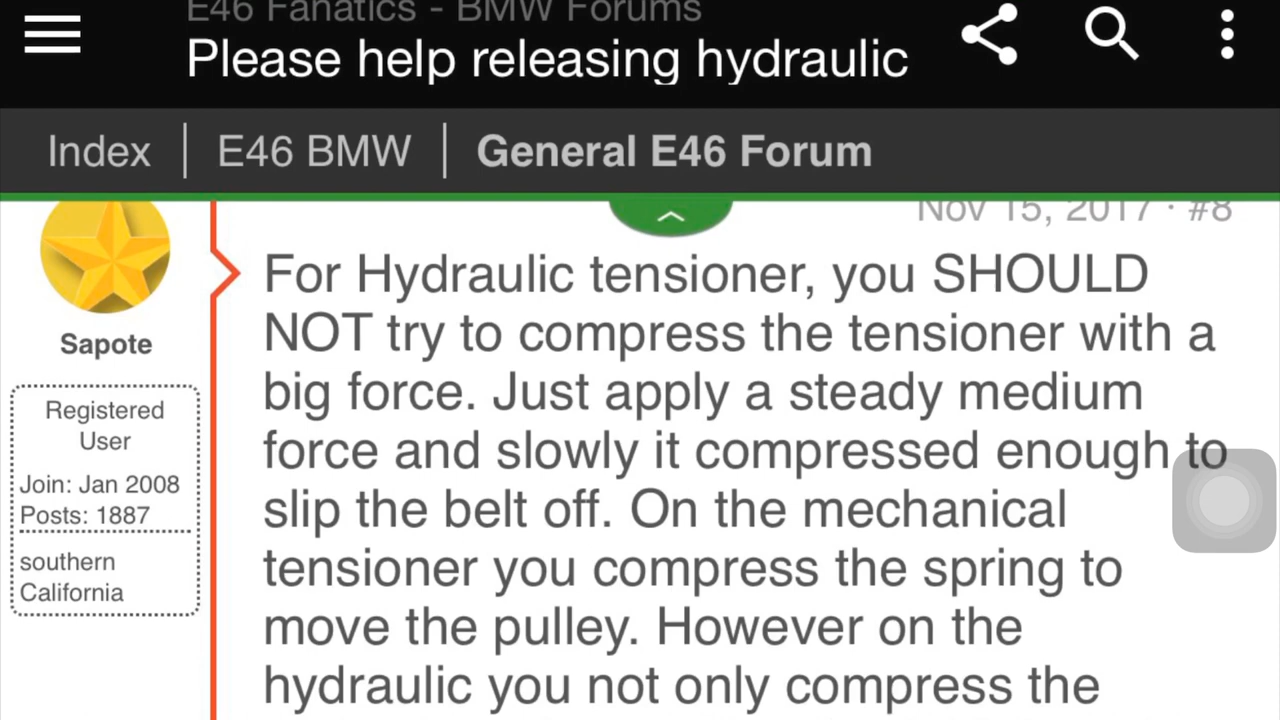 E46 Fanatics - BMW Forums
Please help releasing hydraulic
Index | E46 BMW | General E46 Forum
Nov 15, 2017 · #8
Sapote
Registered
User
Join: Jan 2008
Posts: 1887
southern
California
For Hydraulic tensioner, you SHOULD
NOT try to compress the tensioner with a
big force. Just apply a steady medium
force and slowly it compressed enough to
slip the belt off. On the mechanical
tensioner you compress the spring to
move the pulley. However on the
hydraulic you not only compress the